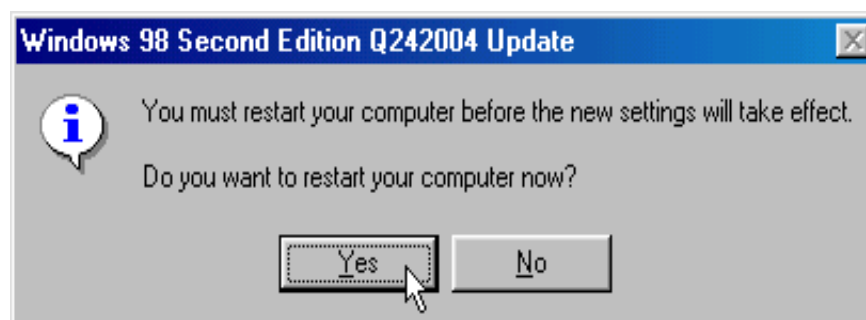 Windows 98 Second Edition Q242004 Update
You must restart your computer before the new settings will take effect.
Do you want to restart your computer now?
Yes
No